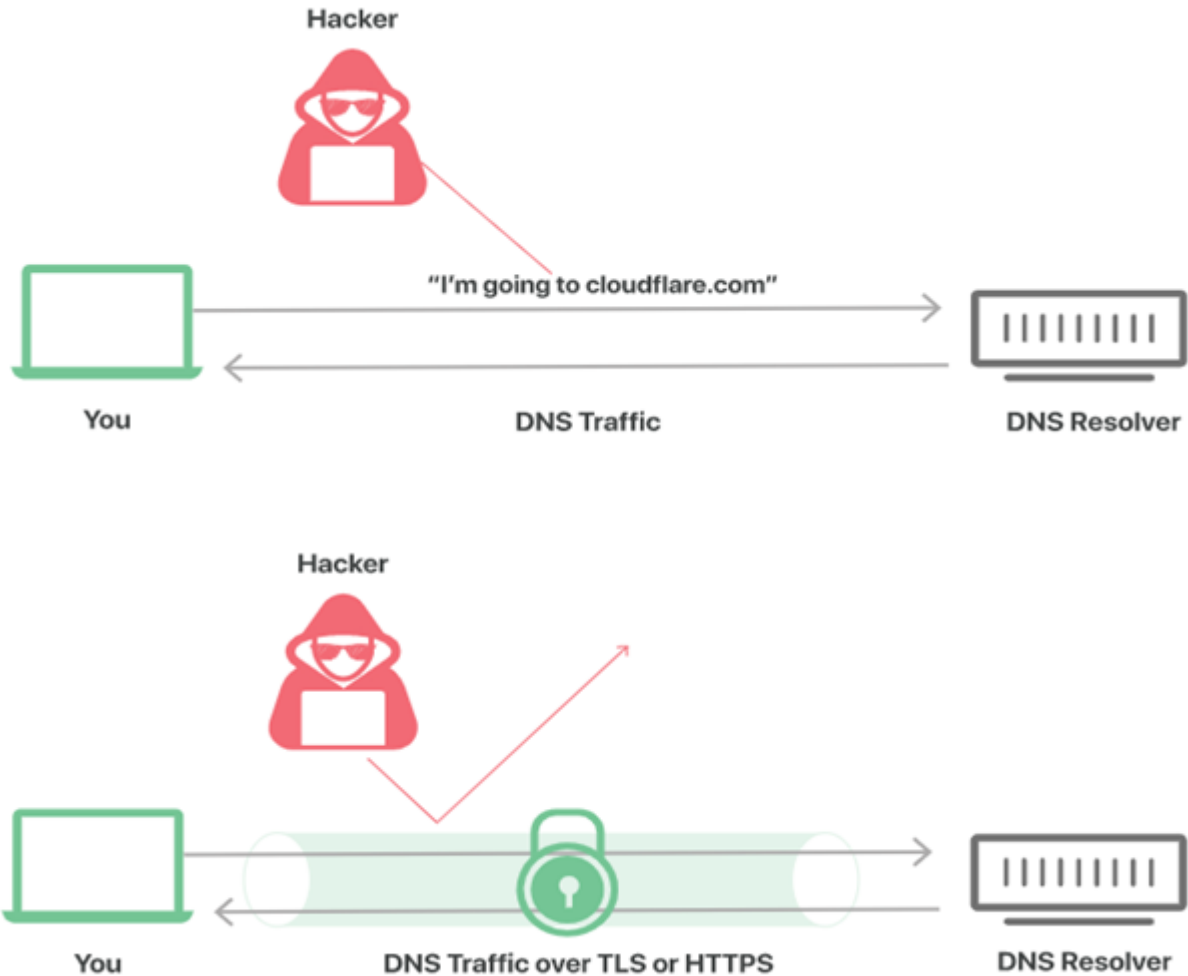 Hacker
“I’m going to cloudflare.com”
You
DNS Traffic
DNS Resolver
Hacker
You
DNS Traffic over TLS or HTTPS
DNS Resolver